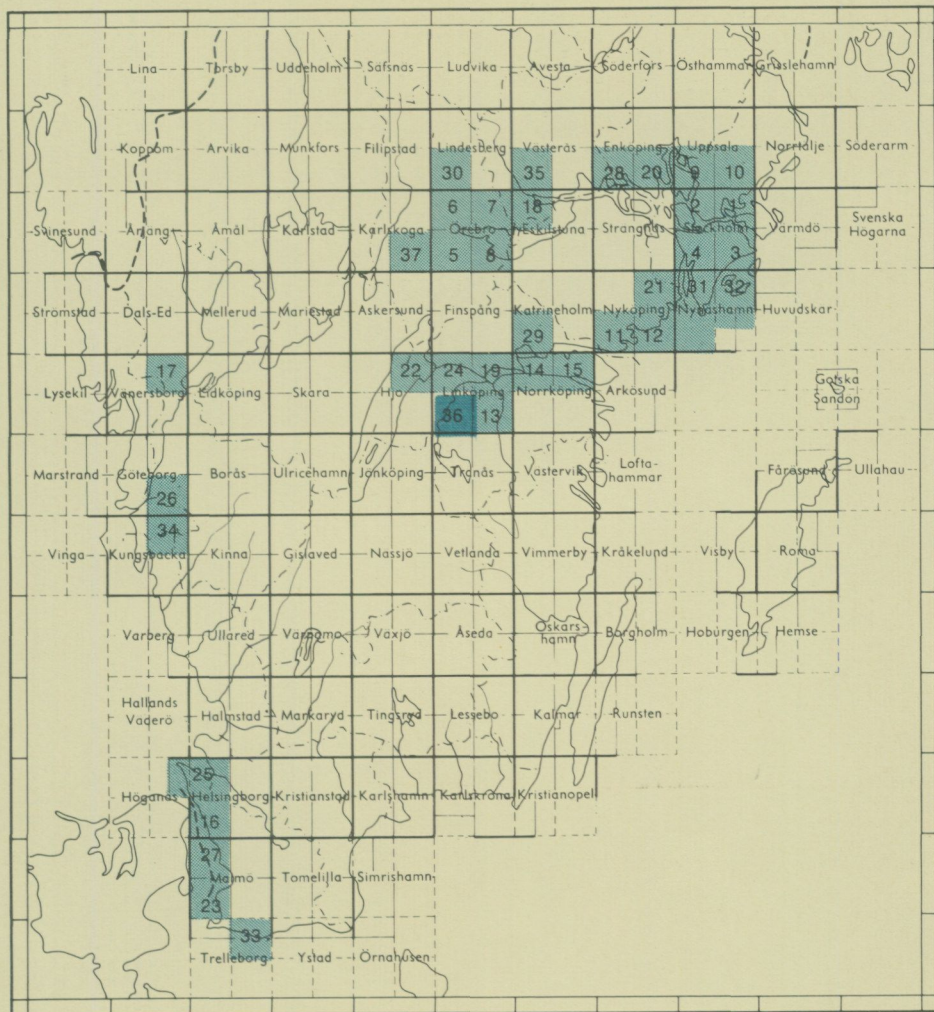 Lina Torsby Uddeholm Säfsnäs Ludvika Avesta Söderfors Östhammar Grisslehamn
Koppom Arvika Munkfors Filipstad Lindesberg Västerås Enköping Uppsala Norrtälje Söderarm
30 35 28 20 9 10
6 7 18 2 1
Svinesund Årjäng Åmål Karlstad Karlskoga Örebro Eskilstuna Strängnäs Stockholm Värmdö Svenska Högarna
37 5 8 4 3
21 31 32
Strömstad Dals-Ed Mellerud Mariestad Askersund Finspång Katrineholm Nyköping Nynäshamn Huvudskär
29 11 12
17 22 24 19 14 15
Lysekil Vänersborg Lidköping Skara Hjo Linköping Norrköping Arkösund Gotska Sandön
36 13
Marstrand Göteborg Borås Ulricehamn Jönköping Tranås Västervik Lofta-
hammar Fårösund Ullahau
26
34
Vinga Kungsbacka Kinna Gislaved Nässjö Vetlanda Vimmerby Kråkelund Visby Roma
Varberg Ullared Värnamo Växjö Åseda Oskars-
hamn Borgholm Hoburgen Hemse
Hallands
Väderö Halmstad Markaryd Tingsryd Lessebo Kalmar Runsten
25
Höganäs Helsingborg Kristianstad Karlshamn Karlskrona Kristianopel
16
27
Malmö Tomelilla Simrishamn
23
33
Trelleborg Ystad Örnahusen